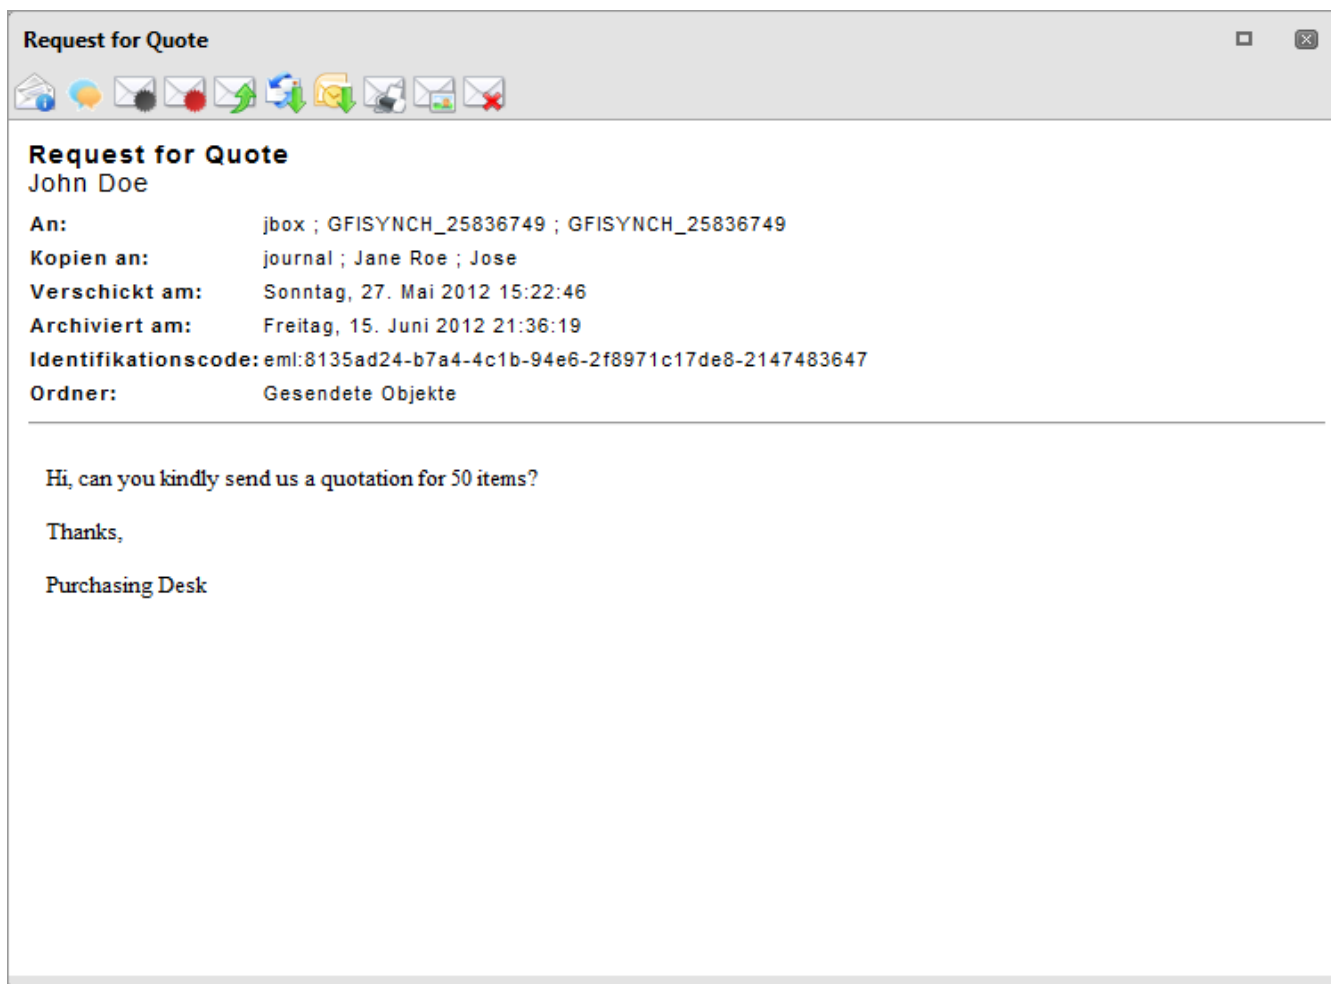 Request for Quote
Request for Quote
John Doe
An: jbox ; GFISYNCH_25836749 ; GFISYNCH_25836749
Kopien an: journal ; Jane Roe ; Jose
Verschickt am: Sonntag, 27. Mai 2012 15:22:46
Archiviert am: Freitag, 15. Juni 2012 21:36:19
Identifikationscode: eml:8135ad24-b7a4-4c1b-94e6-2f8971c17de8-2147483647
Ordner: Gesendete Objekte
Hi, can you kindly send us a quotation for 50 items?
Thanks,
Purchasing Desk